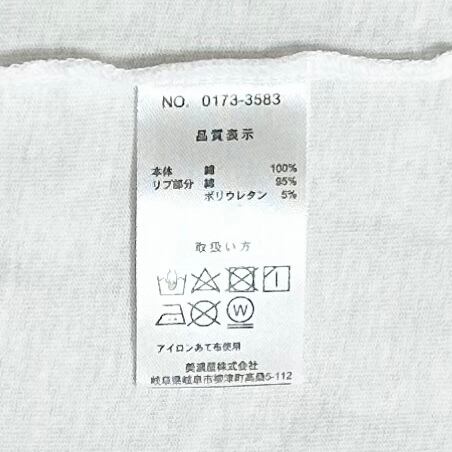 NO. 0173-3583
品質表示
本体 綿 100%
リブ部分 綿 95%
ポリウレタン 5%
取扱い方
W
アイロンあて布使用
美濃屋株式会社
岐阜県岐阜市柳津町高桑5-112